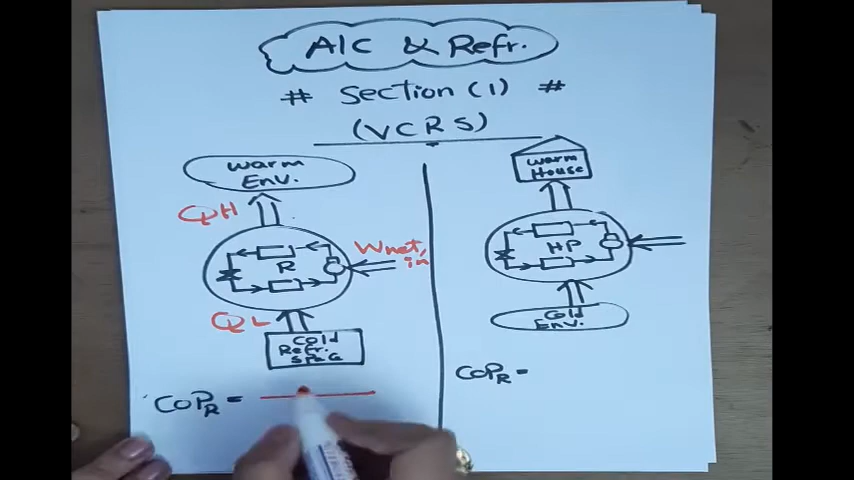 A/C & Refr.
# Section (1) #
(VCRS)
warm
Env.
QH
R
Wnet,
in
QL
Cold
Refr.
space
COPR =
warm
House
HP
Cold
Env.
COPR =